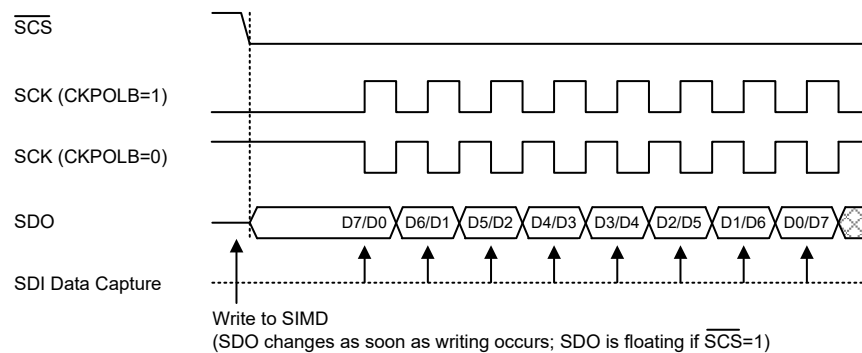 SCS
SCK (CKPOLB=1)
SCK (CKPOLB=0)
SDO
D7/D0 D6/D1 D5/D2 D4/D3 D3/D4 D2/D5 D1/D6 D0/D7
SDI Data Capture
Write to SIMD
(SDO changes as soon as writing occurs; SDO is floating if SCS=1)